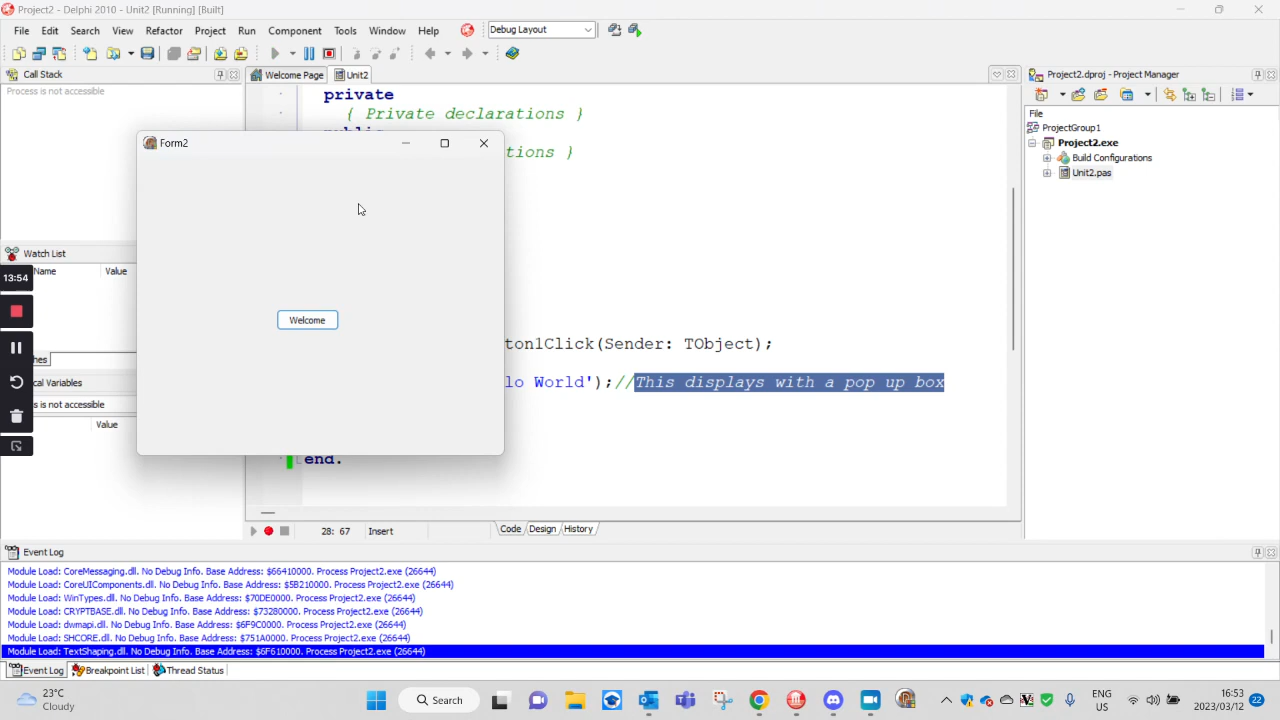 Project2 - Delphi 2010 - Unit2 [Running] [Built]
File Edit Search View Refactor Project Run Component Tools Window Help Debug Layout
Call Stack
Process is not accessible
Welcome Page Unit2
private
{ Private declarations }
tions }
Form2
Welcome
ton1Click(Sender: TObject);
lo World');//This displays with a pop up box
end.
Watch List
Name Value
13:54
hes
cal Variables
s is not accessible
Value
28: 67 Insert Code Design History
Project2.dproj - Project Manager
File
ProjectGroup1
Project2.exe
Build Configurations
Unit2.pas
Event Log
Module Load: CoreMessaging.dll. No Debug Info. Base Address: $66410000. Process Project2.exe (26644)
Module Load: CoreUIComponents.dll. No Debug Info. Base Address: $5B210000. Process Project2.exe (26644)
Module Load: WinTypes.dll. No Debug Info. Base Address: $70DE0000. Process Project2.exe (26644)
Module Load: CRYPTBASE.dll. No Debug Info. Base Address: $73280000. Process Project2.exe (26644)
Module Load: dwmapi.dll. No Debug Info. Base Address: $6F9C0000. Process Project2.exe (26644)
Module Load: SHCORE.dll. No Debug Info. Base Address: $751A0000. Process Project2.exe (26644)
Module Load: TextShaping.dll. No Debug Info. Base Address: $6F610000. Process Project2.exe (26644)
Event Log Breakpoint List Thread Status
23°C
Cloudy
Search
ENG
US
16:53
2023/03/12
22